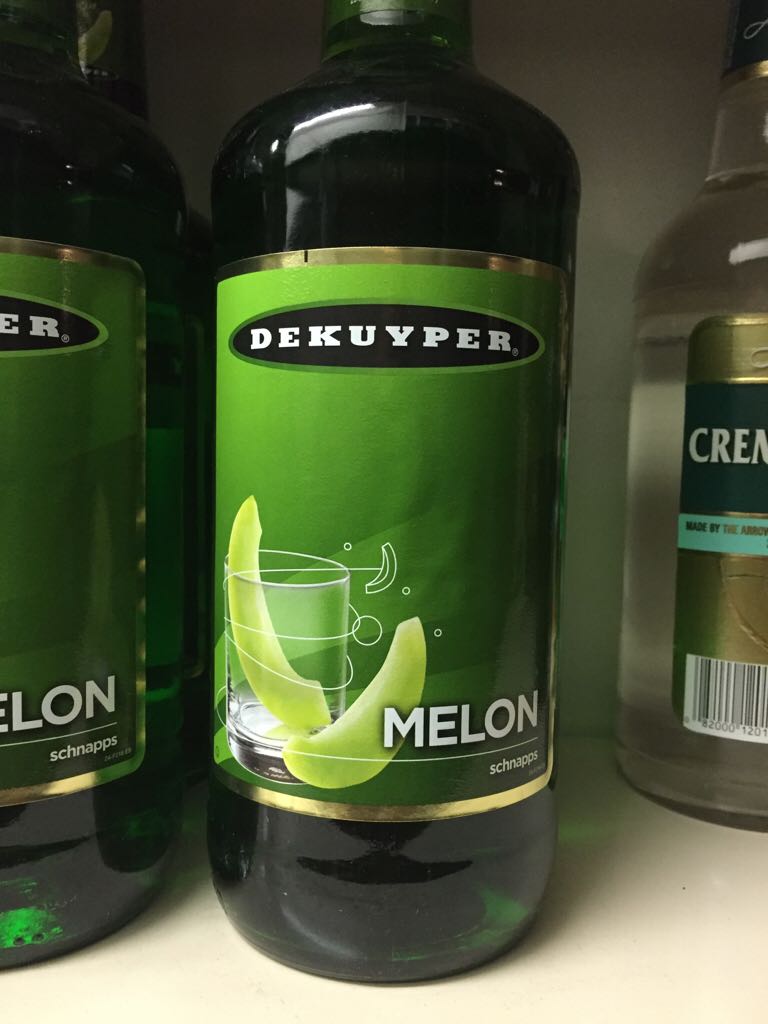 DEKUYPER®
MELON
schnapps
ER®
ELON
schnapps
CREM
MADE BY THE ARROW
82000 1201